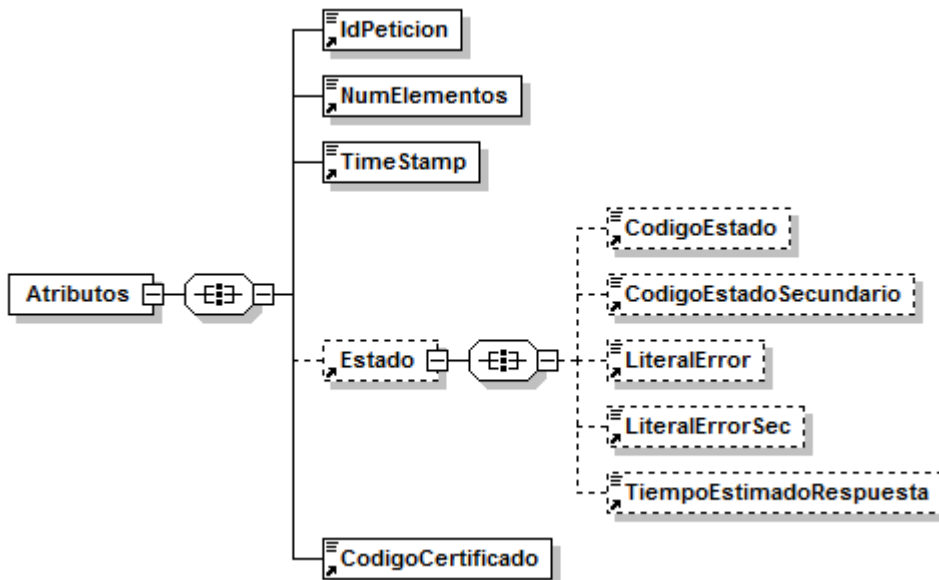 IdPeticion
NumElementos
TimeStamp
CodigoEstado
Atributos
CodigoEstadoSecundario
Estado
LiteralError
LiteralErrorSec
TiempoEstimadoRespuesta
CodigoCertificado